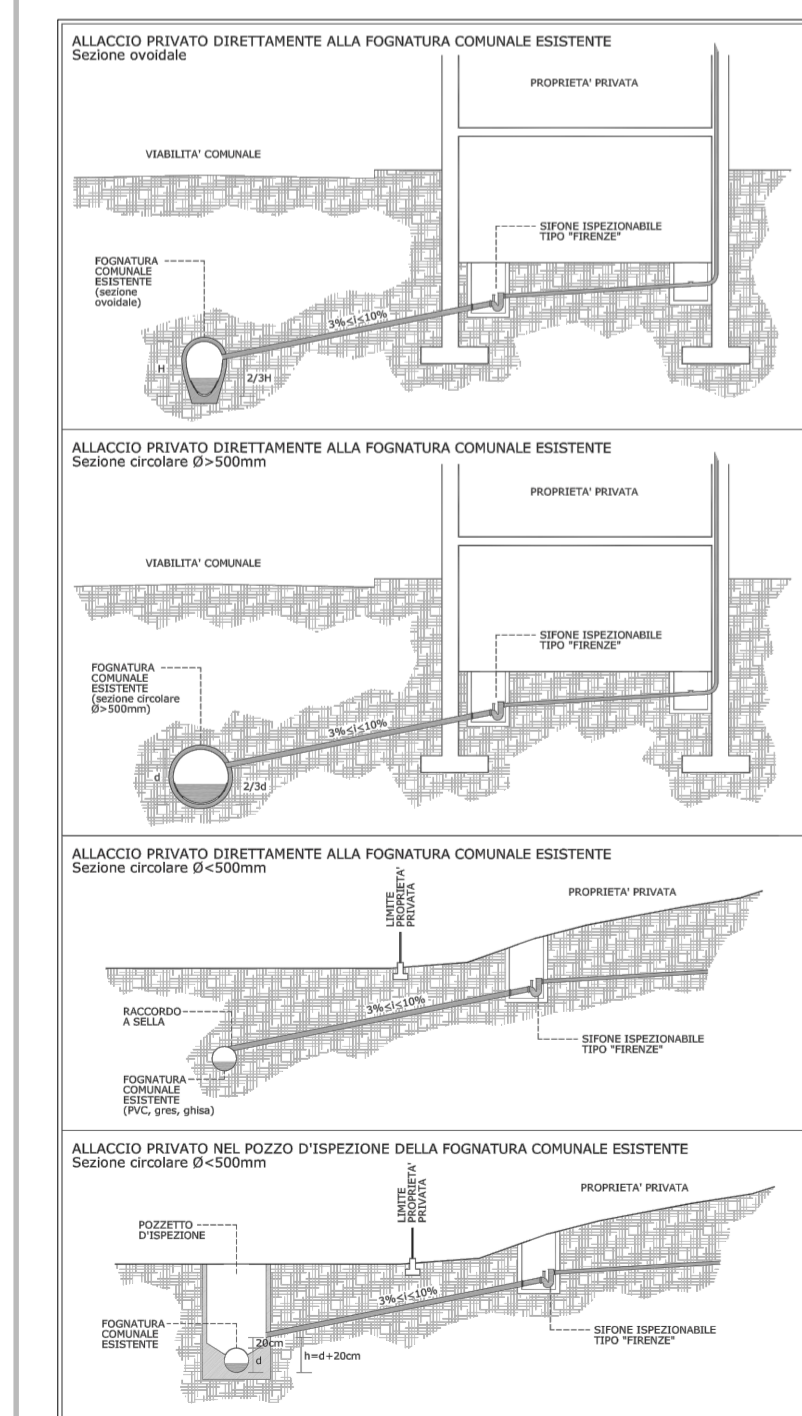 ALLACCIO PRIVATO DIRETTAMENTE ALLA FOGNATURA COMUNALE ESISTENTE
Sezione ovoidale
PROPRIETA' PRIVATA
VIABILITA' COMUNALE
SIFONE ISPEZIONABILE
TIPO "FIRENZE"
FOGNATURA
COMUNALE
ESISTENTE
(sezione
ovoidale)
3%≤i≤10%
H
2/3H
ALLACCIO PRIVATO DIRETTAMENTE ALLA FOGNATURA COMUNALE ESISTENTE
Sezione circolare Ø>500mm
PROPRIETA' PRIVATA
VIABILITA' COMUNALE
SIFONE ISPEZIONABILE
TIPO "FIRENZE"
FOGNATURA
COMUNALE
ESISTENTE
(sezione circolare
Ø>500mm)
3%≤i≤10%
d
2/3d
ALLACCIO PRIVATO DIRETTAMENTE ALLA FOGNATURA COMUNALE ESISTENTE
Sezione circolare Ø<500mm
LIMITE
PROPRIETA'
PRIVATA
PROPRIETA' PRIVATA
3%≤i≤10%
RACCORDO
A SELLA
SIFONE ISPEZIONABILE
TIPO "FIRENZE"
FOGNATURA
COMUNALE
ESISTENTE
(PVC, gres, ghisa)
ALLACCIO PRIVATO NEL POZZO D'ISPEZIONE DELLA FOGNATURA COMUNALE ESISTENTE
Sezione circolare Ø<500mm
LIMITE
PROPRIETA'
PRIVATA
PROPRIETA' PRIVATA
POZZETTO
D'ISPEZIONE
3%≤i≤10%
FOGNATURA
COMUNALE
ESISTENTE
20cm
d
h=d+20cm
SIFONE ISPEZIONABILE
TIPO "FIRENZE"